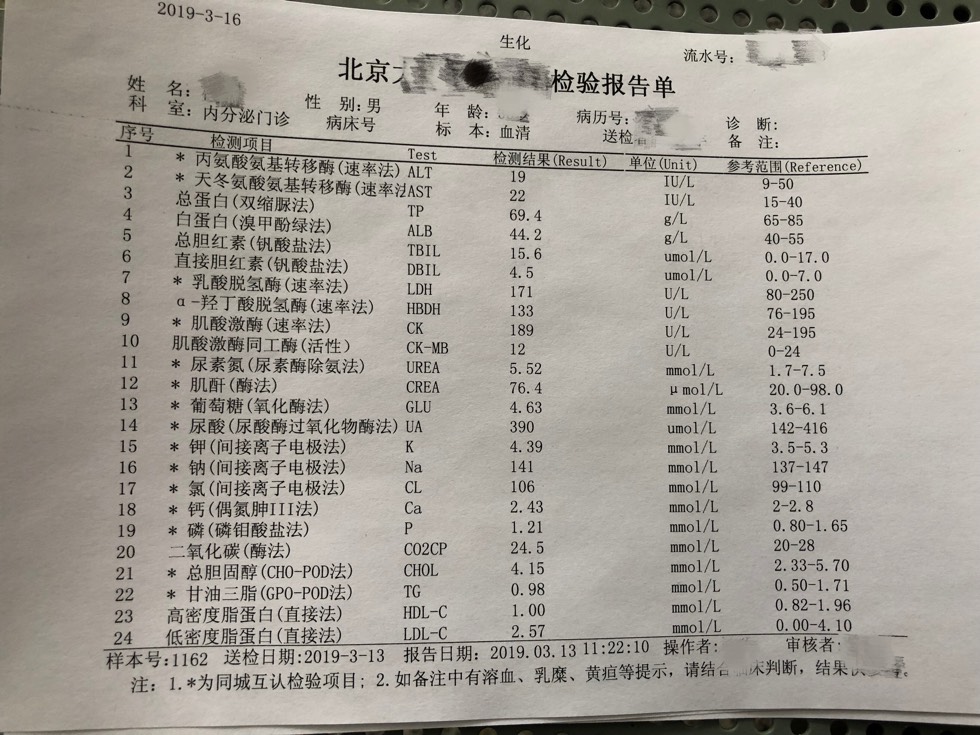 2019-3-16
生化
流水号:
北京 检验报告单
姓 名: 性 别:男 年 龄: 病历号: 诊 断:
科 室: 内分泌门诊 病床号 标 本:血清 送检 备 注:
序号 检测项目 Test 检测结果(Result) 单位(Unit) 参考范围(Reference)
1 * 丙氨酸氨基转移酶(速率法) ALT 19 IU/L 9-50
2 * 天冬氨酸氨基转移酶(速率法 AST 22 IU/L 15-40
3 总蛋白(双缩脲法) TP 69.4 g/L 65-85
4 白蛋白(溴甲酚绿法) ALB 44.2 g/L 40-55
5 总胆红素(钒酸盐法) TBIL 15.6 umol/L 0.0-17.0
6 直接胆红素(钒酸盐法) DBIL 4.5 umol/L 0.0-7.0
7 * 乳酸脱氢酶(速率法) LDH 171 U/L 80-250
8 α-羟丁酸脱氢酶(速率法) HBDH 133 U/L 76-195
9 * 肌酸激酶(速率法) CK 189 U/L 24-195
10 肌酸激酶同工酶(活性) CK-MB 12 U/L 0-24
11 * 尿素氮(尿素酶除氨法) UREA 5.52 mmol/L 1.7-7.5
12 * 肌酐(酶法) CREA 76.4 μmol/L 20.0-98.0
13 * 葡萄糖(氧化酶法) GLU 4.63 mmol/L 3.6-6.1
14 * 尿酸(尿酸酶过氧化物酶法) UA 390 umol/L 142-416
15 * 钾(间接离子电极法) K 4.39 mmol/L 3.5-5.3
16 * 钠(间接离子电极法) Na 141 mmol/L 137-147
17 * 氯(间接离子电极法) CL 106 mmol/L 99-110
18 * 钙(偶氮胂III法) Ca 2.43 mmol/L 2-2.8
19 * 磷(磷钼酸盐法) P 1.21 mmol/L 0.80-1.65
20 二氧化碳(酶法) CO2CP 24.5 mmol/L 20-28
21 * 总胆固醇(CHO-POD法) CHOL 4.15 mmol/L 2.33-5.70
22 * 甘油三脂(GPO-POD法) TG 0.98 mmol/L 0.50-1.71
23 高密度脂蛋白(直接法) HDL-C 1.00 mmol/L 0.82-1.96
24 低密度脂蛋白(直接法) LDL-C 2.57 mmol/L 0.00-4.10
样本号:1162 送检日期:2019-3-13 报告日期: 2019.03.13 11:22:10 操作者: 审核者:
注: 1.*为同城互认检验项目; 2.如备注中有溶血、乳糜、黄疸等提示, 请结 床判断, 结果